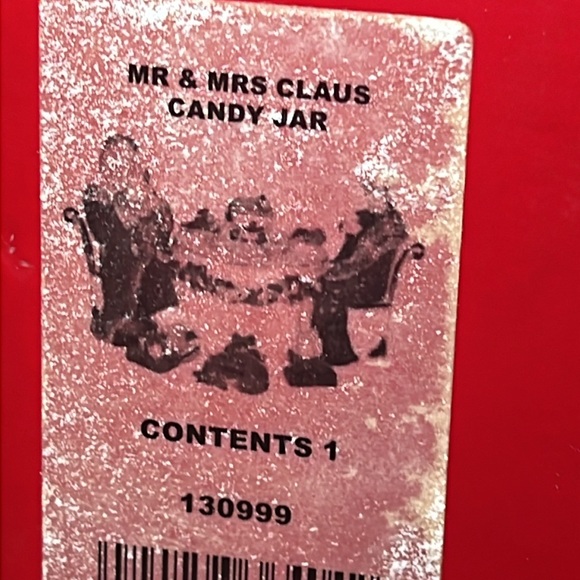 MR & MRS CLAUS
CANDY JAR
CONTENTS 1
130999